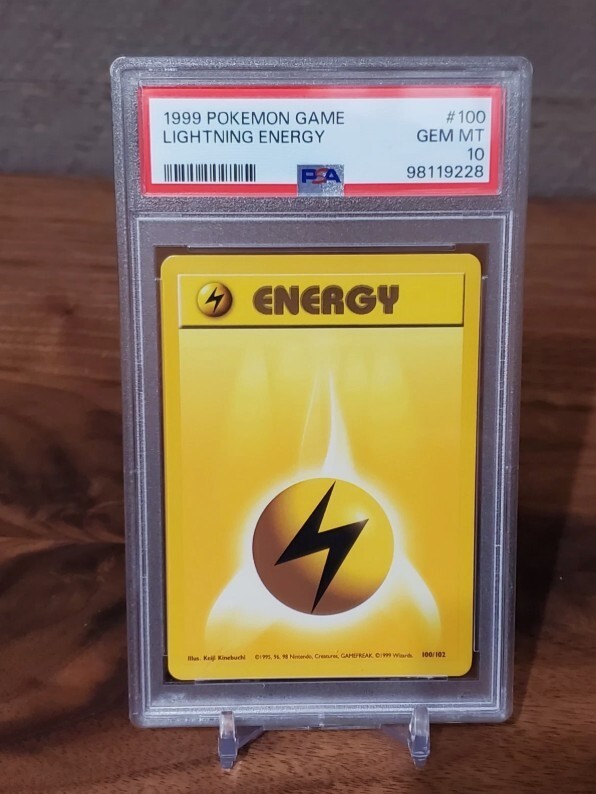 1999 POKEMON GAME #100
LIGHTNING ENERGY GEM MT
10
PSA 98119228
ENERGY
Illus. Keiji Kinebuchi ©1995, 96, 98 Nintendo, Creatures, GAMEFREAK. ©1999 Wizards. 100/102